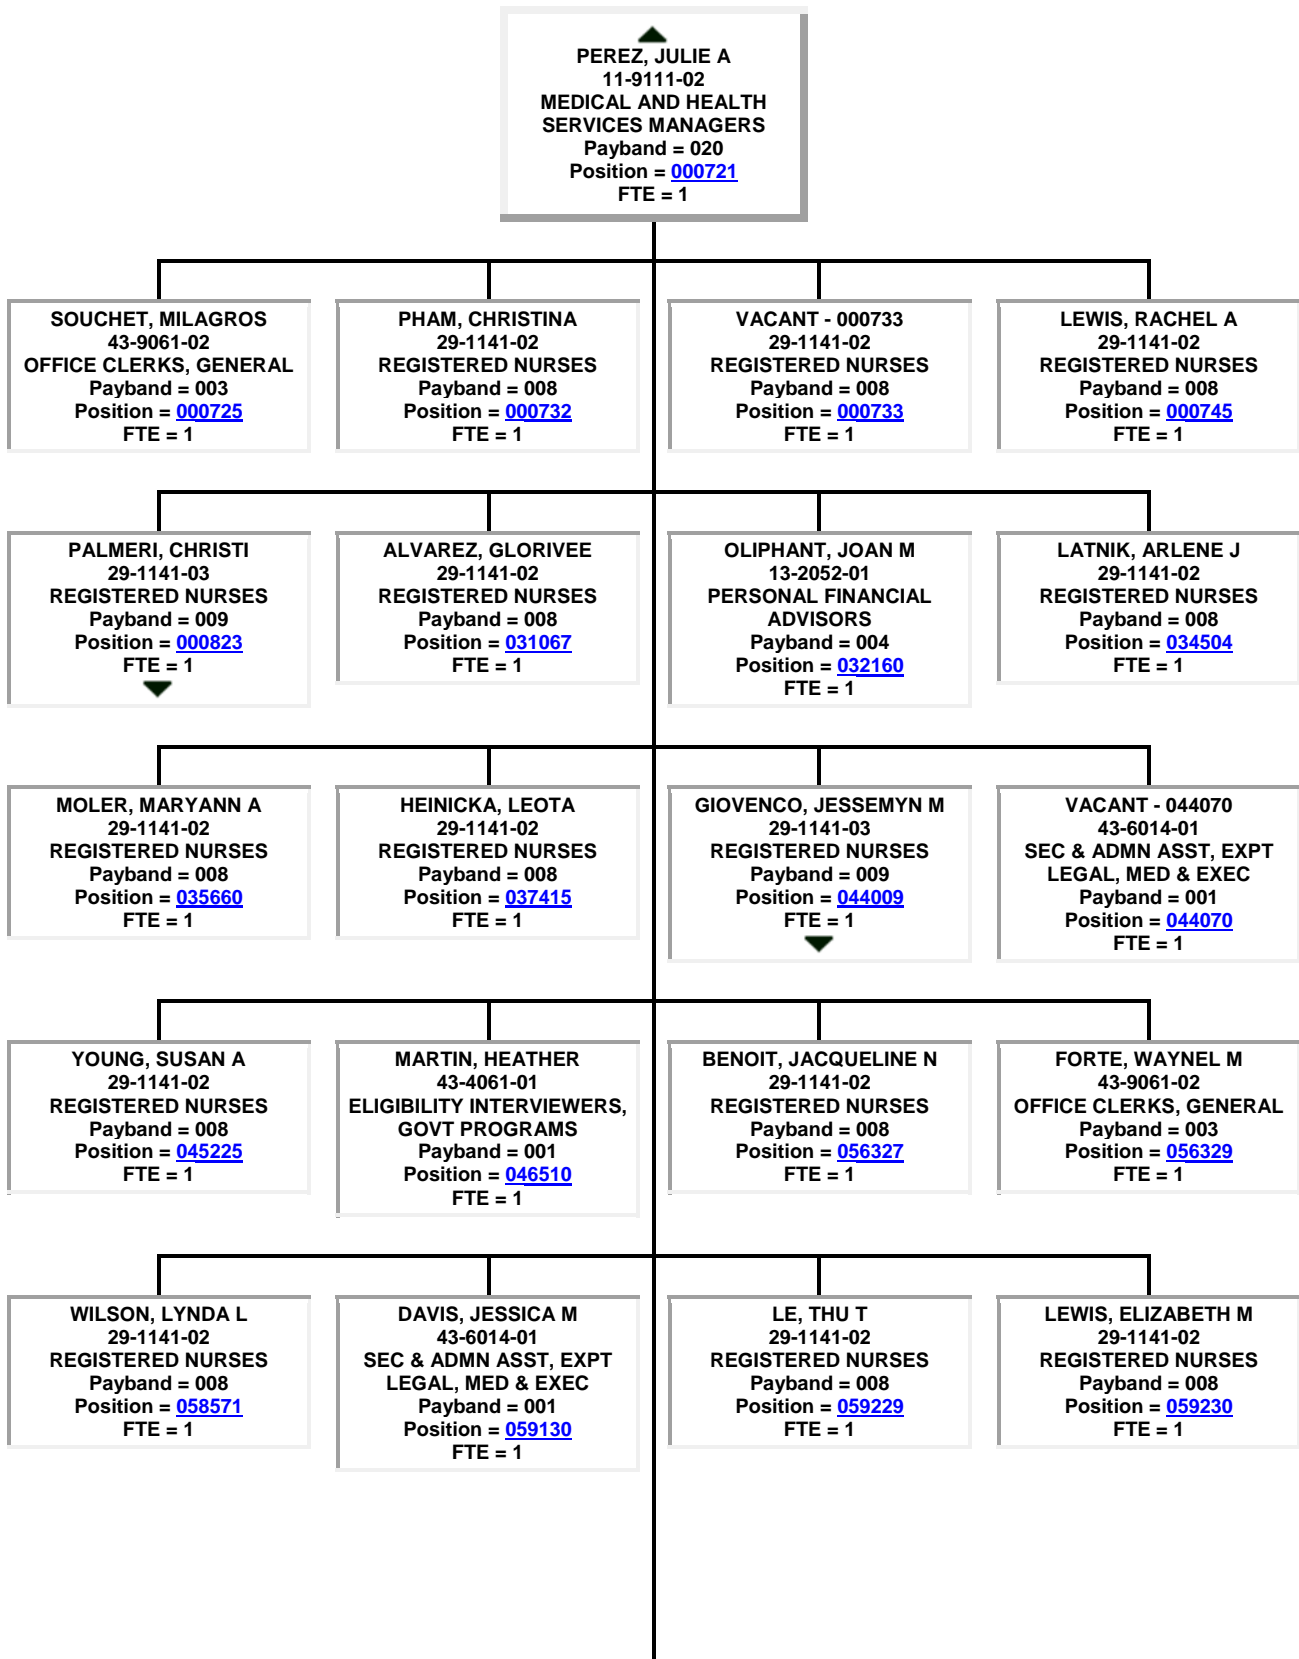 PEREZ, JULIE A
11-9111-02
MEDICAL AND HEALTH
SERVICES MANAGERS
Payband = 020
Position = 000721
FTE = 1
SOUCHET, MILAGROS
43-9061-02
OFFICE CLERKS, GENERAL
Payband = 003
Position = 000725
FTE = 1
PHAM, CHRISTINA
29-1141-02
REGISTERED NURSES
Payband = 008
Position = 000732
FTE = 1
VACANT - 000733
29-1141-02
REGISTERED NURSES
Payband = 008
Position = 000733
FTE = 1
LEWIS, RACHEL A
29-1141-02
REGISTERED NURSES
Payband = 008
Position = 000745
FTE = 1
PALMERI, CHRISTI
29-1141-03
REGISTERED NURSES
Payband = 009
Position = 000823
FTE = 1
ALVAREZ, GLORIVEE
29-1141-02
REGISTERED NURSES
Payband = 008
Position = 031067
FTE = 1
OLIPHANT, JOAN M
13-2052-01
PERSONAL FINANCIAL
ADVISORS
Payband = 004
Position = 032160
FTE = 1
LATNIK, ARLENE J
29-1141-02
REGISTERED NURSES
Payband = 008
Position = 034504
FTE = 1
MOLER, MARYANN A
29-1141-02
REGISTERED NURSES
Payband = 008
Position = 035660
FTE = 1
HEINICKA, LEOTA
29-1141-02
REGISTERED NURSES
Payband = 008
Position = 037415
FTE = 1
GIOVENCO, JESSEMYN M
29-1141-03
REGISTERED NURSES
Payband = 009
Position = 044009
FTE = 1
VACANT - 044070
43-6014-01
SEC & ADMN ASST, EXPT
LEGAL, MED & EXEC
Payband = 001
Position = 044070
FTE = 1
YOUNG, SUSAN A
29-1141-02
REGISTERED NURSES
Payband = 008
Position = 045225
FTE = 1
MARTIN, HEATHER
43-4061-01
ELIGIBILITY INTERVIEWERS,
GOVT PROGRAMS
Payband = 001
Position = 046510
FTE = 1
BENOIT, JACQUELINE N
29-1141-02
REGISTERED NURSES
Payband = 008
Position = 056327
FTE = 1
FORTE, WAYNEL M
43-9061-02
OFFICE CLERKS, GENERAL
Payband = 003
Position = 056329
FTE = 1
WILSON, LYNDA L
29-1141-02
REGISTERED NURSES
Payband = 008
Position = 058571
FTE = 1
DAVIS, JESSICA M
43-6014-01
SEC & ADMN ASST, EXPT
LEGAL, MED & EXEC
Payband = 001
Position = 059130
FTE = 1
LE, THU T
29-1141-02
REGISTERED NURSES
Payband = 008
Position = 059229
FTE = 1
LEWIS, ELIZABETH M
29-1141-02
REGISTERED NURSES
Payband = 008
Position = 059230
FTE = 1